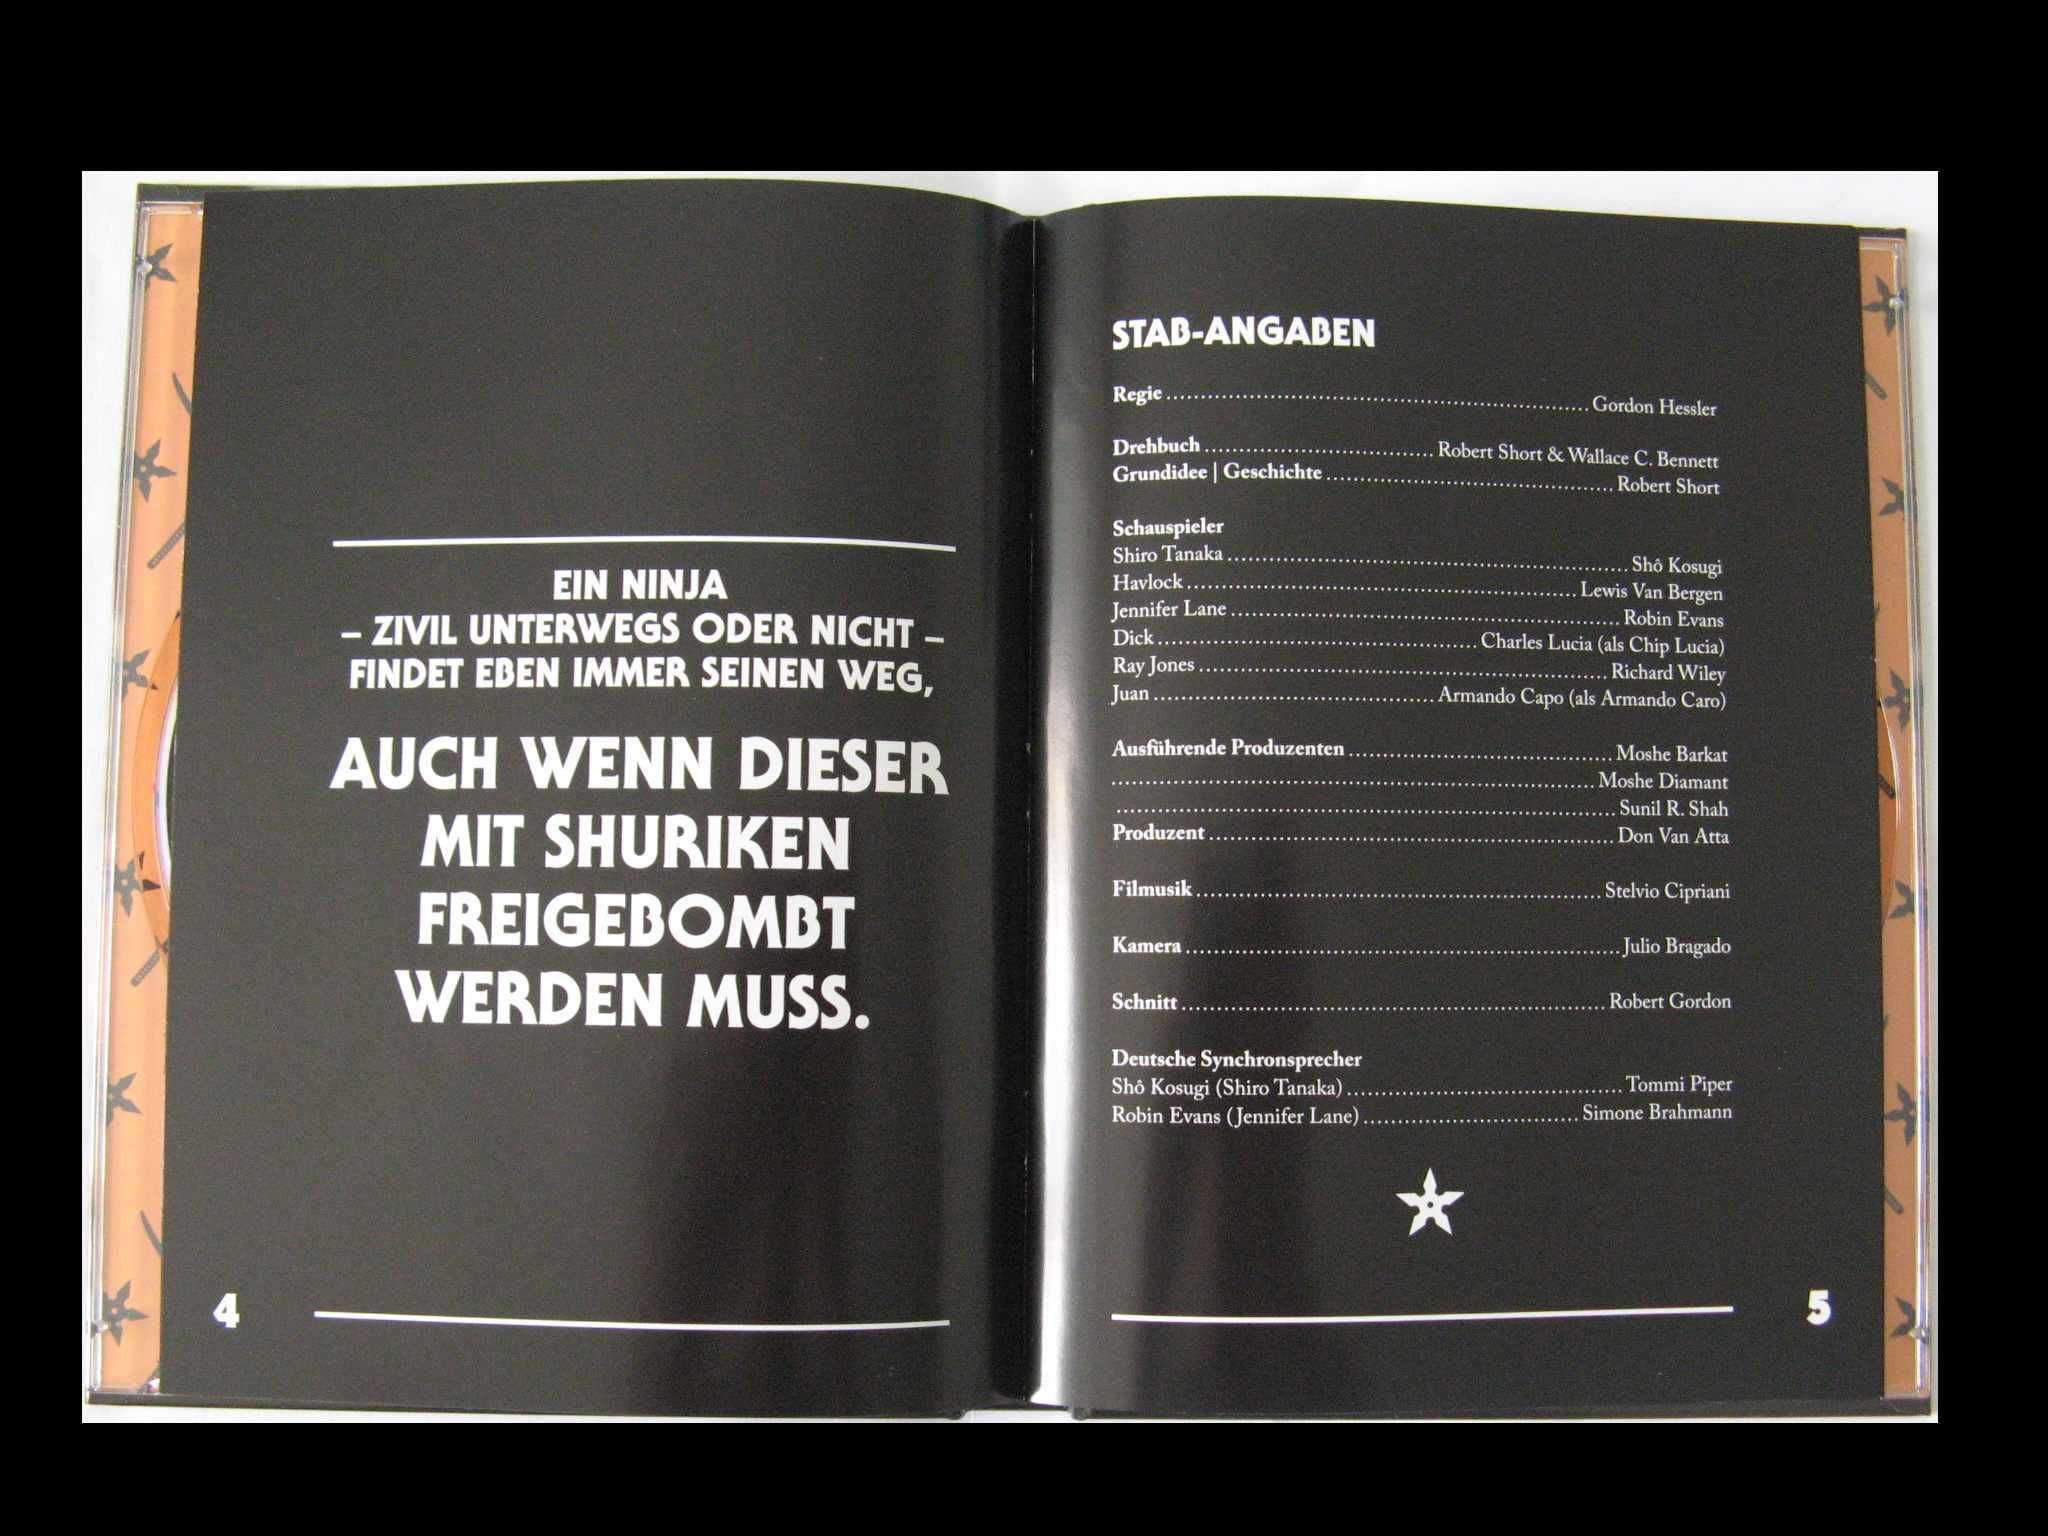 EIN NINJA
– ZIVIL UNTERWEGS ODER NICHT –
FINDET EBEN IMMER SEINEN WEG,
AUCH WENN DIESER
MIT SHURIKEN
FREIGEBOMBT
WERDEN MUSS.
4
STAB-ANGABEN
Regie ........................................ Gordon Hessler
Drehbuch ........................................ Robert Short & Wallace C. Bennett
Grundidee | Geschichte ........................................ Robert Short
Schauspieler
Shiro Tanaka ........................................ Shô Kosugi
Havlock ........................................ Lewis Van Bergen
Jennifer Lane ........................................ Robin Evans
Dick ........................................ Charles Lucia (als Chip Lucia)
Ray Jones ........................................ Richard Wiley
Juan ........................................ Armando Capo (als Armando Caro)
Ausführende Produzenten ........................................ Moshe Barkat
........................................ Moshe Diamant
........................................ Sunil R. Shah
Produzent ........................................ Don Van Atta
Filmusik ........................................ Stelvio Cipriani
Kamera ........................................ Julio Bragado
Schnitt ........................................ Robert Gordon
Deutsche Synchronsprecher
Shô Kosugi (Shiro Tanaka) ........................................ Tommi Piper
Robin Evans (Jennifer Lane) ........................................ Simone Brahmann
5